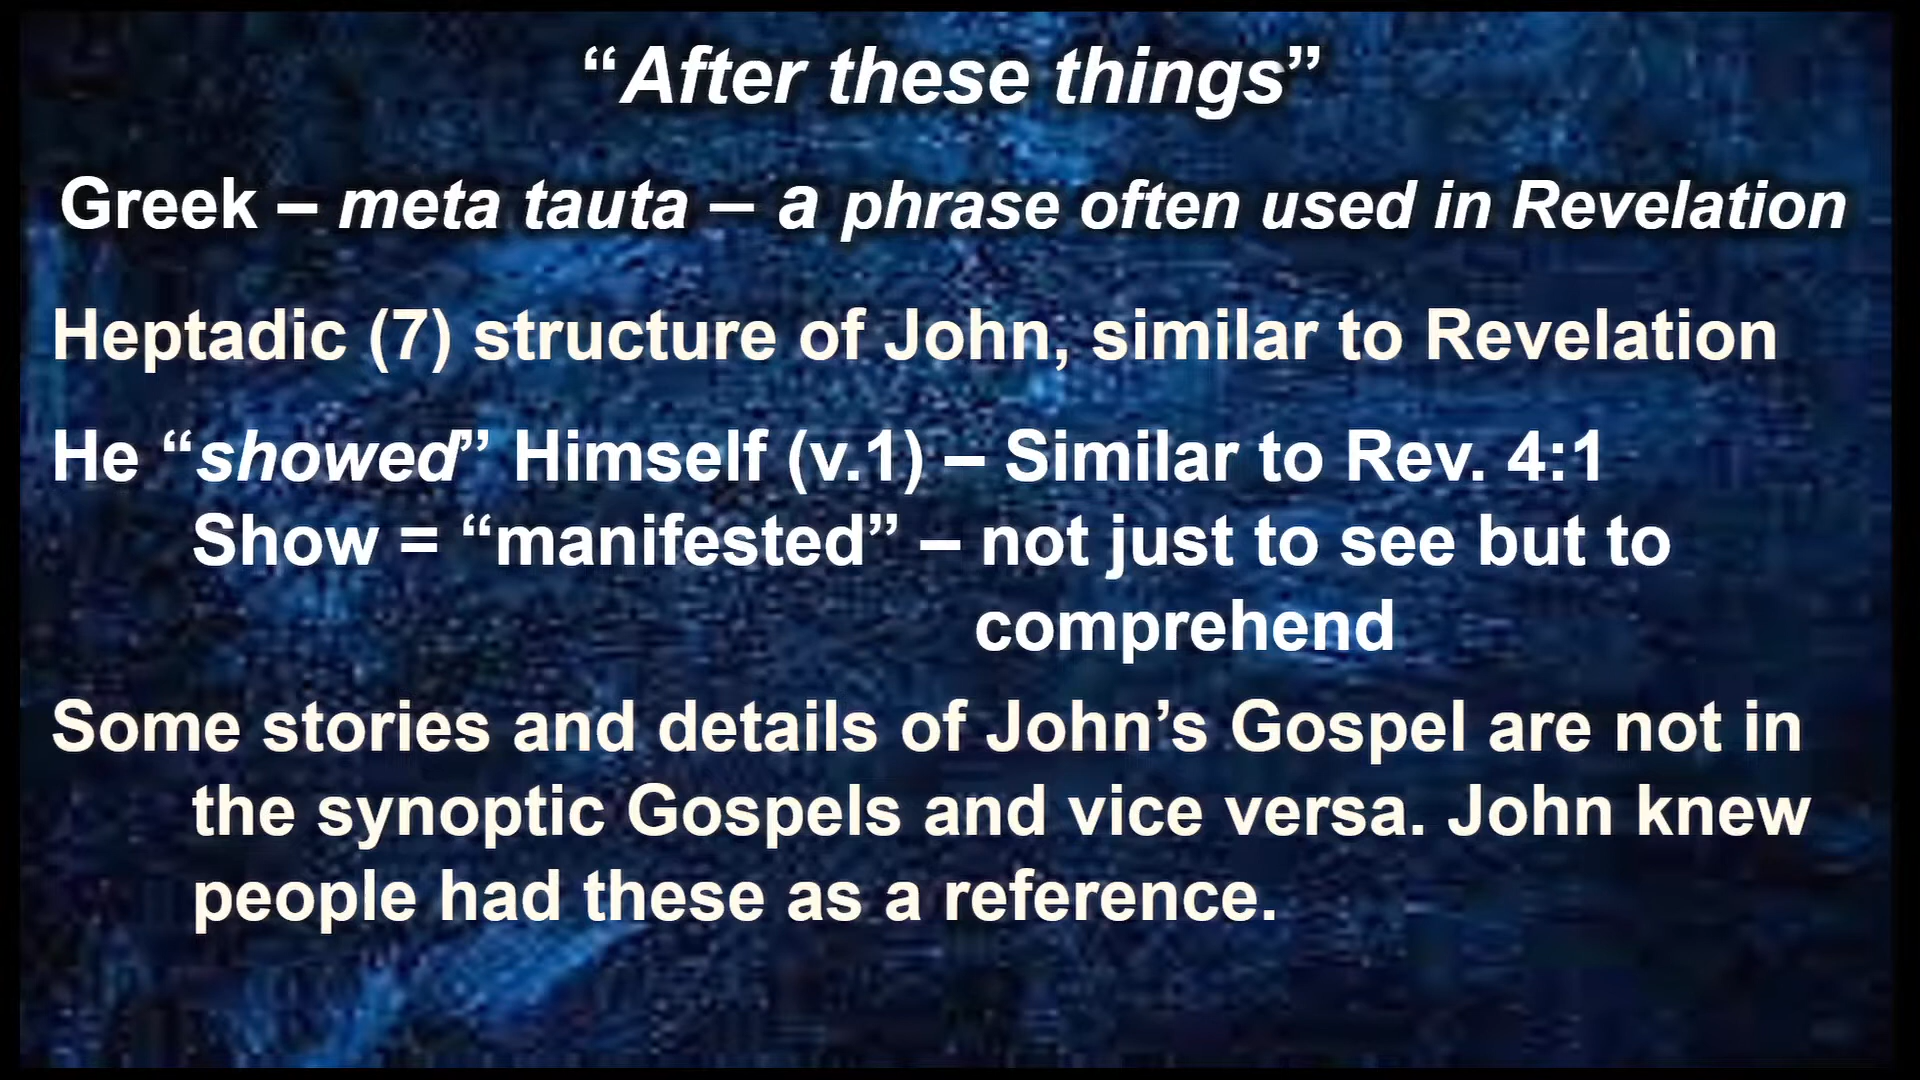 “After these things”
Greek – meta tauta – a phrase often used in Revelation
Heptadic (7) structure of John, similar to Revelation
He “showed” Himself (v.1) – Similar to Rev. 4:1
Show = “manifested” – not just to see but to
comprehend
Some stories and details of John’s Gospel are not in
the synoptic Gospels and vice versa. John knew
people had these as a reference.